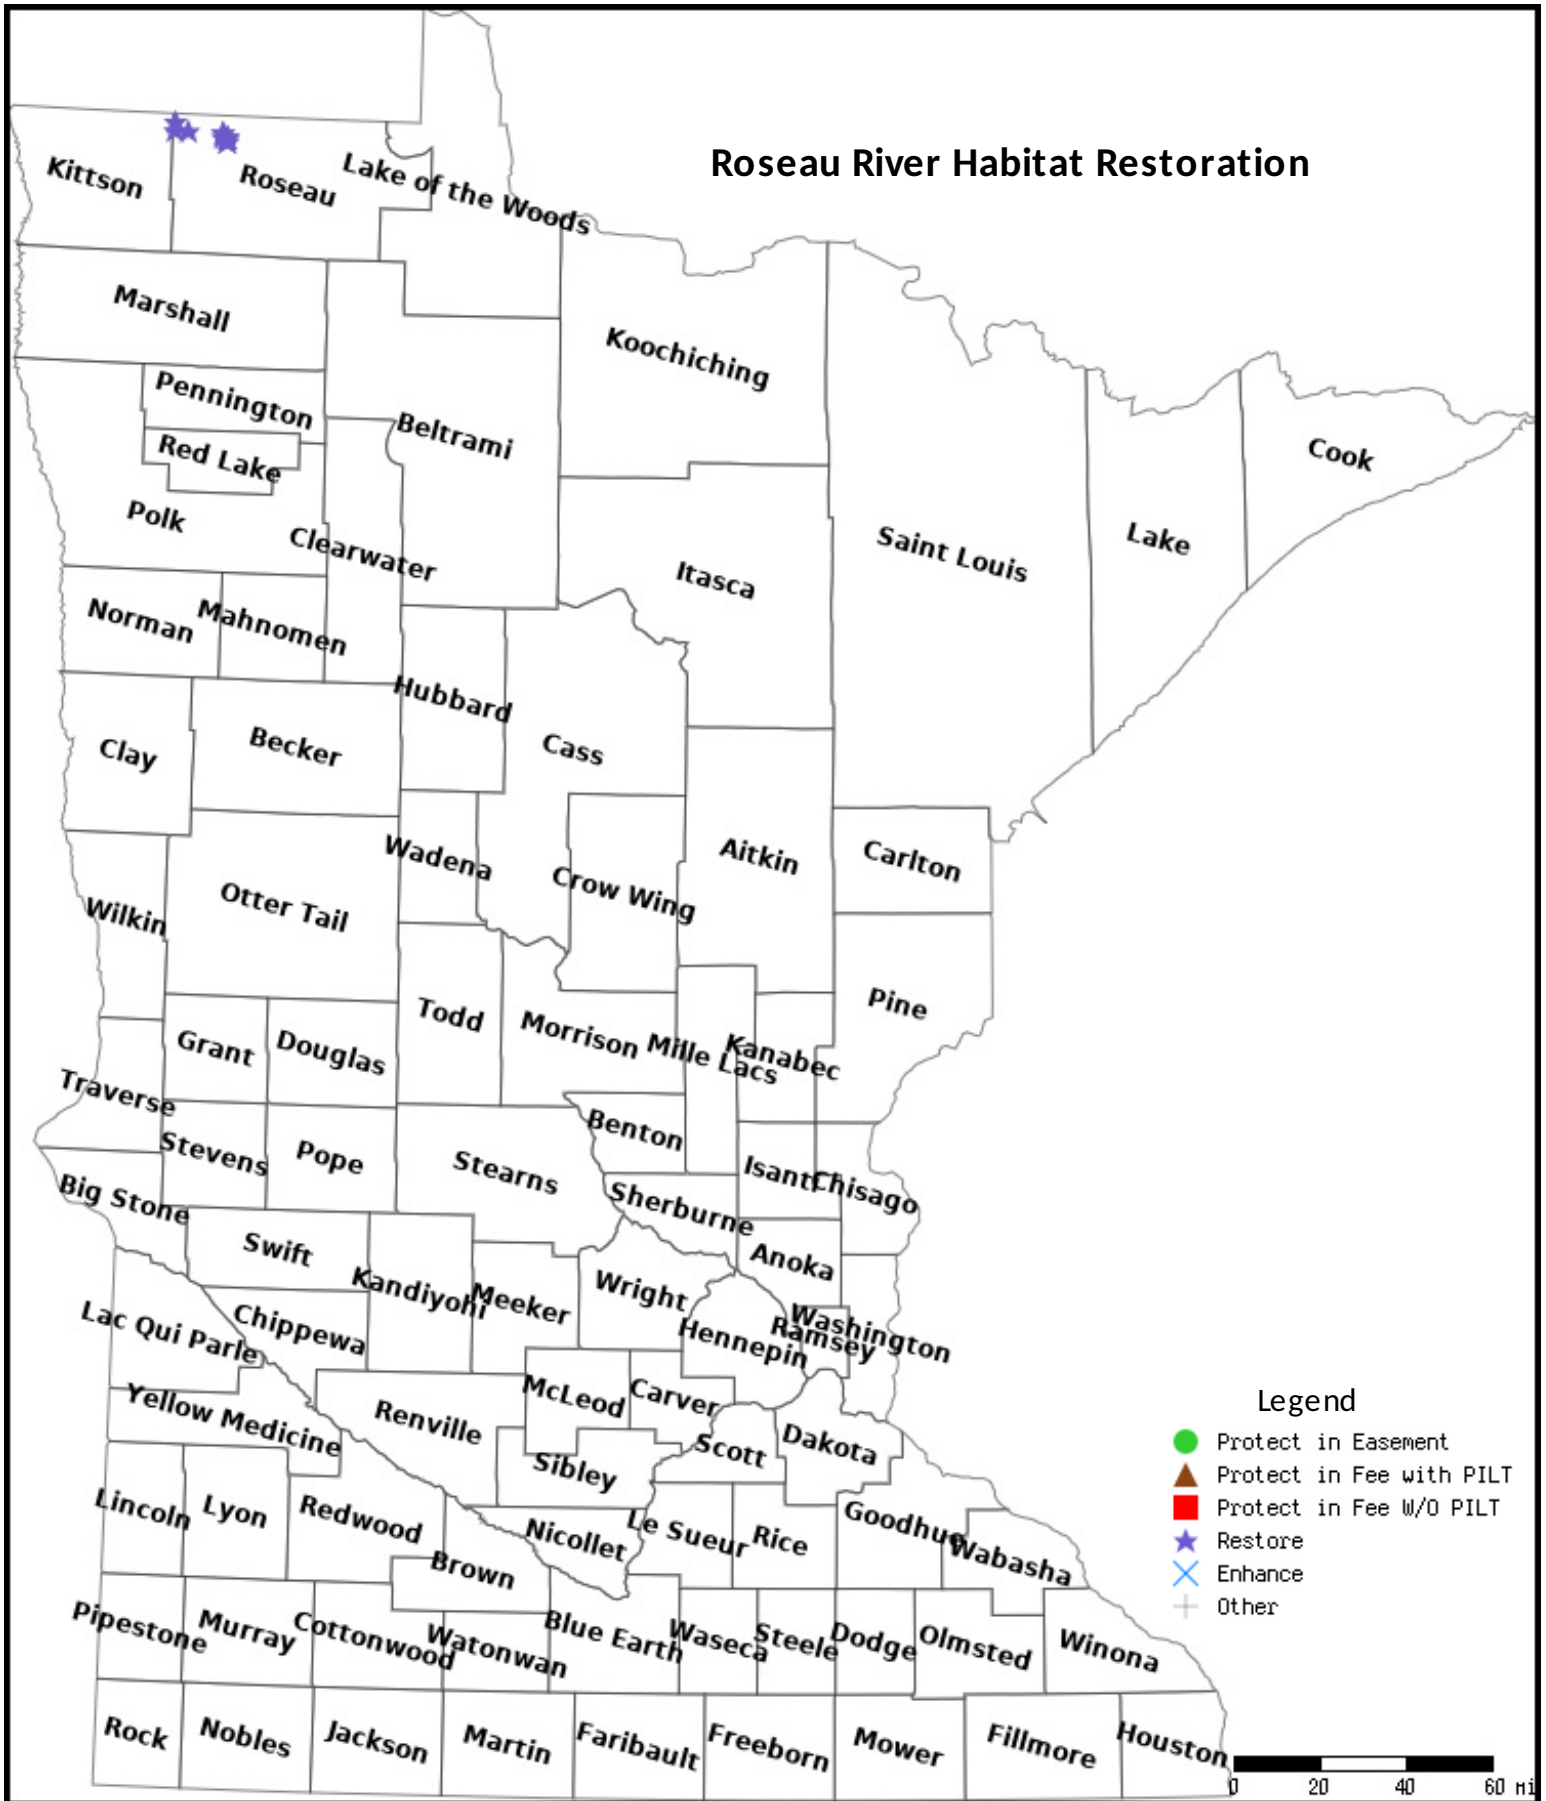 Roseau River Habitat Restoration
Kittson
Roseau
Lake of the Woods
Marshall
Koochiching
Pennington
Beltrami
Red Lake
Cook
Polk
Clearwater
Saint Louis
Lake
Itasca
Norman
Mahnomen
Hubbard
Clay
Becker
Cass
Wadena
Aitkin
Carlton
Otter Tail
Crow Wing
Wilkin
Pine
Todd
Morrison
Mille Lacs
Kanabec
Grant
Douglas
Traverse
Benton
Stevens
Pope
Stearns
Isanti
Chisago
Big Stone
Sherburne
Swift
Anoka
Kandiyohi
Meeker
Wright
Washington
Ramsey
Hennepin
Lac Qui Parle
Chippewa
McLeod
Carver
Yellow Medicine
Renville
Scott
Dakota
Sibley
Lincoln
Lyon
Redwood
Nicollet
Le Sueur
Rice
Goodhue
Wabasha
Brown
Pipestone
Murray
Cottonwood
Watonwan
Blue Earth
Waseca
Steele
Dodge
Olmsted
Winona
Rock
Nobles
Jackson
Martin
Faribault
Freeborn
Mower
Fillmore
Houston
Legend
Protect in Easement
Protect in Fee with PILT
Protect in Fee W/O PILT
Restore
Enhance
Other
0 20 40 60 mi